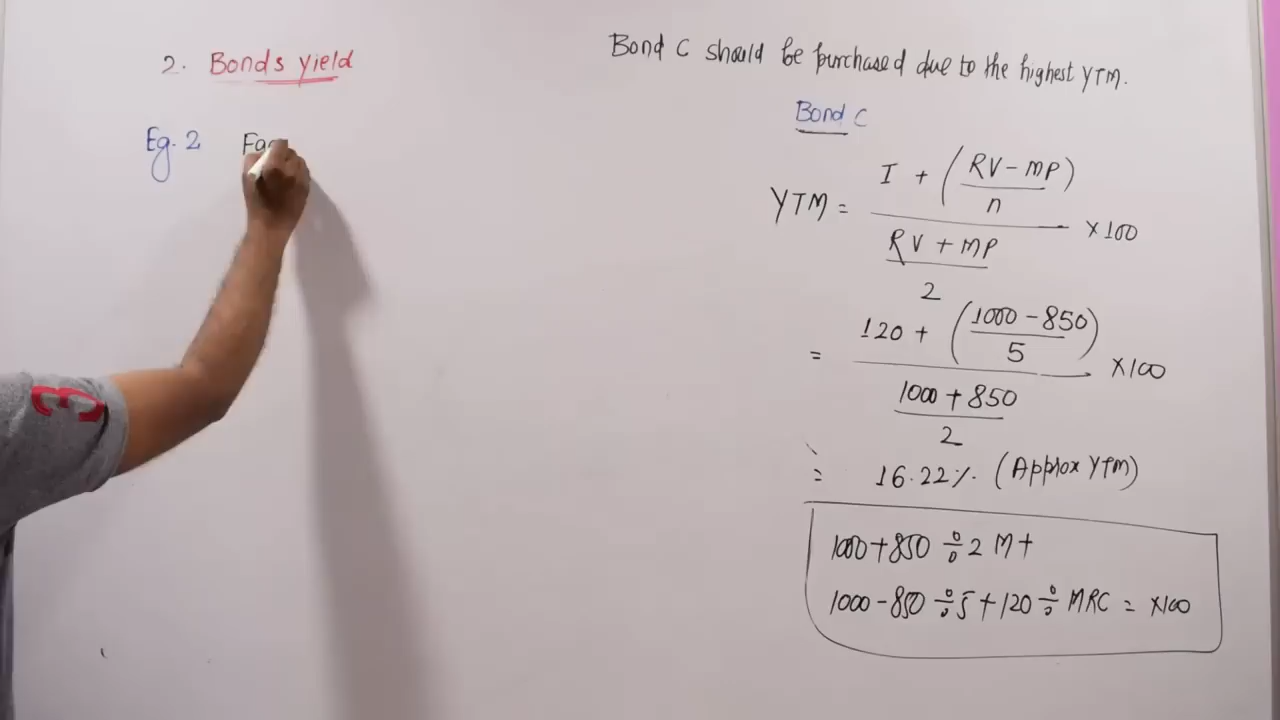 2. Bonds yield
Eg. 2 Fac
Bond C should be purchased due to the highest YTM.
Bond C
YTM = I + (RV - MP / n) / RV + MP / 2 × 100
= 120 + (1000 - 850 / 5) / 1000 + 850 / 2 × 100
= 16.22% (Approx YTM)
1000 + 850 ÷ 2 M+
1000 - 850 ÷ 5 + 120 ÷ MRC = × 100